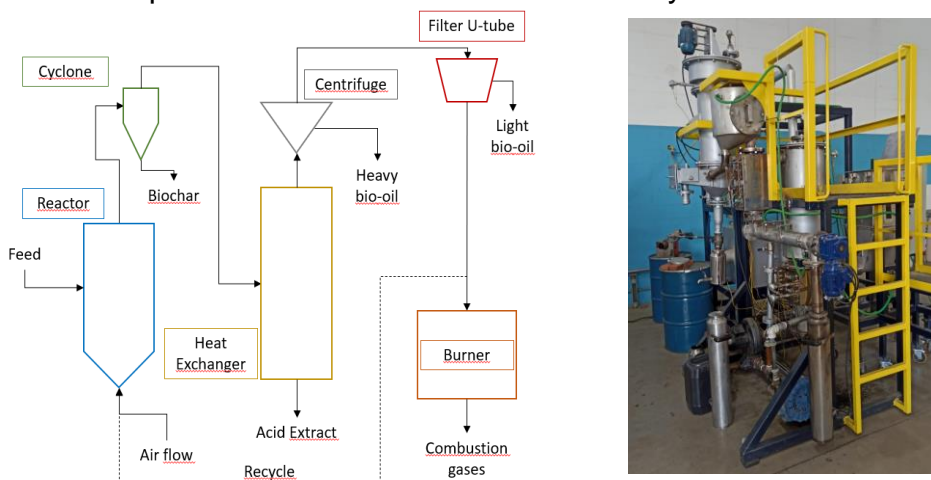 Filter U-tube
Cyclone
Centrifuge
Light
bio-oil
Heavy
bio-oil
Biochar
Reactor
Feed
Heat
Exchanger
Burner
Acid Extract
Air flow
Combustion
gases
Recycle